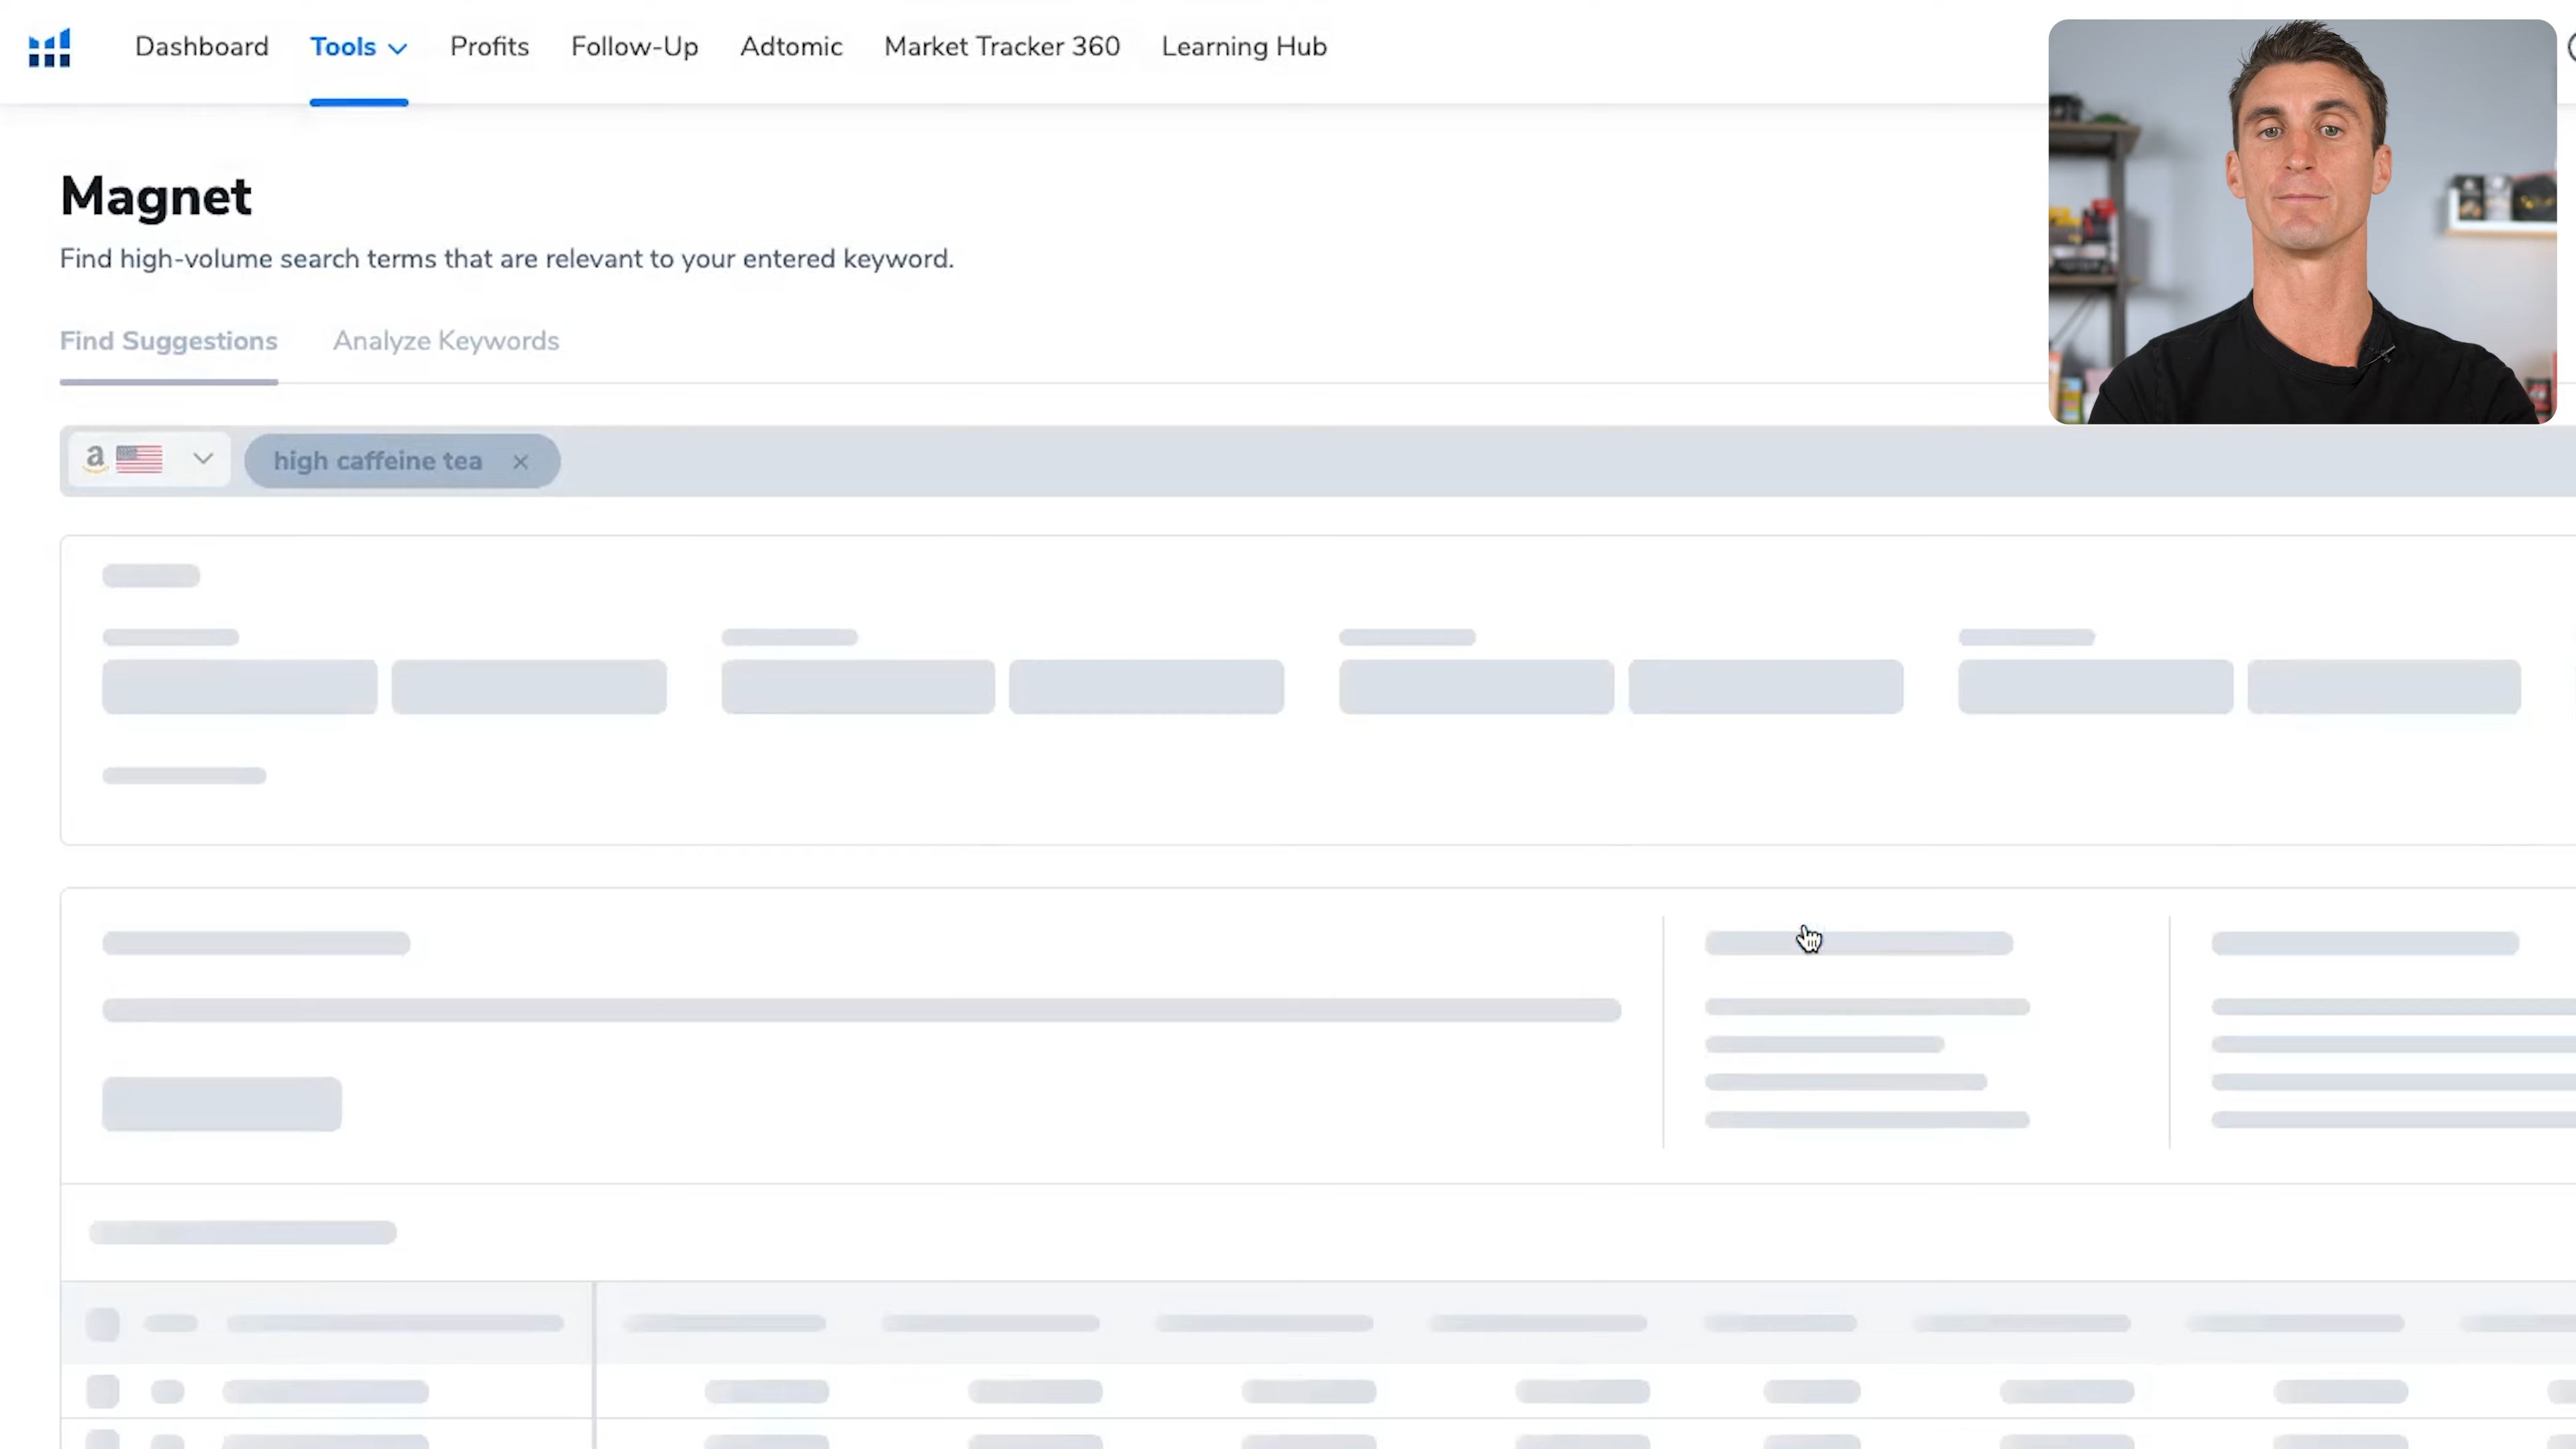 Dashboard Tools Profits Follow-Up Adtomic Market Tracker 360 Learning Hub
Magnet
Find high-volume search terms that are relevant to your entered keyword.
Find Suggestions Analyze Keywords
a high caffeine tea ×